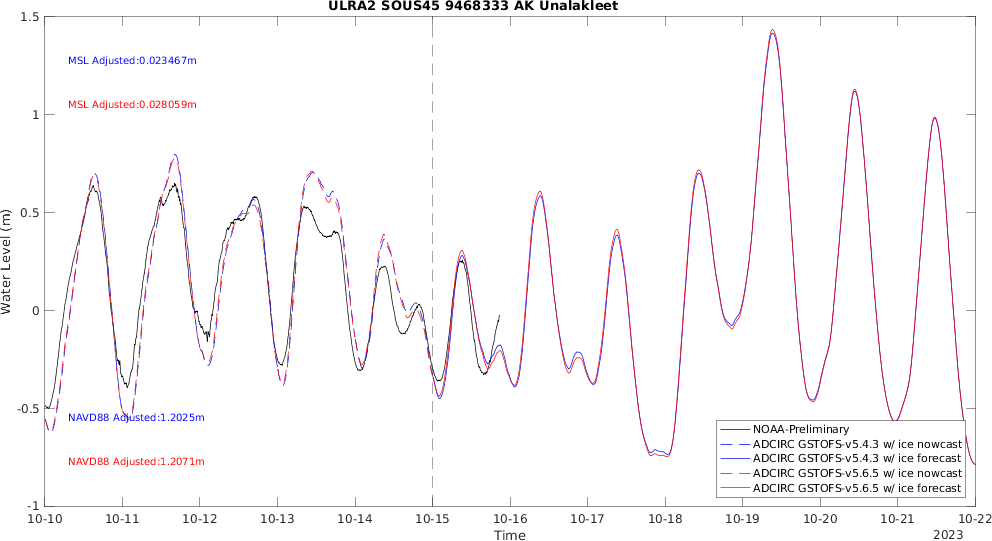 ULRA2 SOUS45 9468333 AK Unalakleet
1.5
1
0.5
0
-0.5
-1
Water Level (m)
MSL Adjusted:0.023467m
MSL Adjusted:0.028059m
NAVD88 Adjusted:1.2025m
NAVD88 Adjusted:1.2071m
NOAA-Preliminary
ADCIRC GSTOFS-v5.4.3 w/ ice nowcast
ADCIRC GSTOFS-v5.4.3 w/ ice forecast
ADCIRC GSTOFS-v5.6.5 w/ ice nowcast
ADCIRC GSTOFS-v5.6.5 w/ ice forecast
10-10 10-11 10-12 10-13 10-14 10-15 10-16 10-17 10-18 10-19 10-20 10-21 10-22
Time
2023